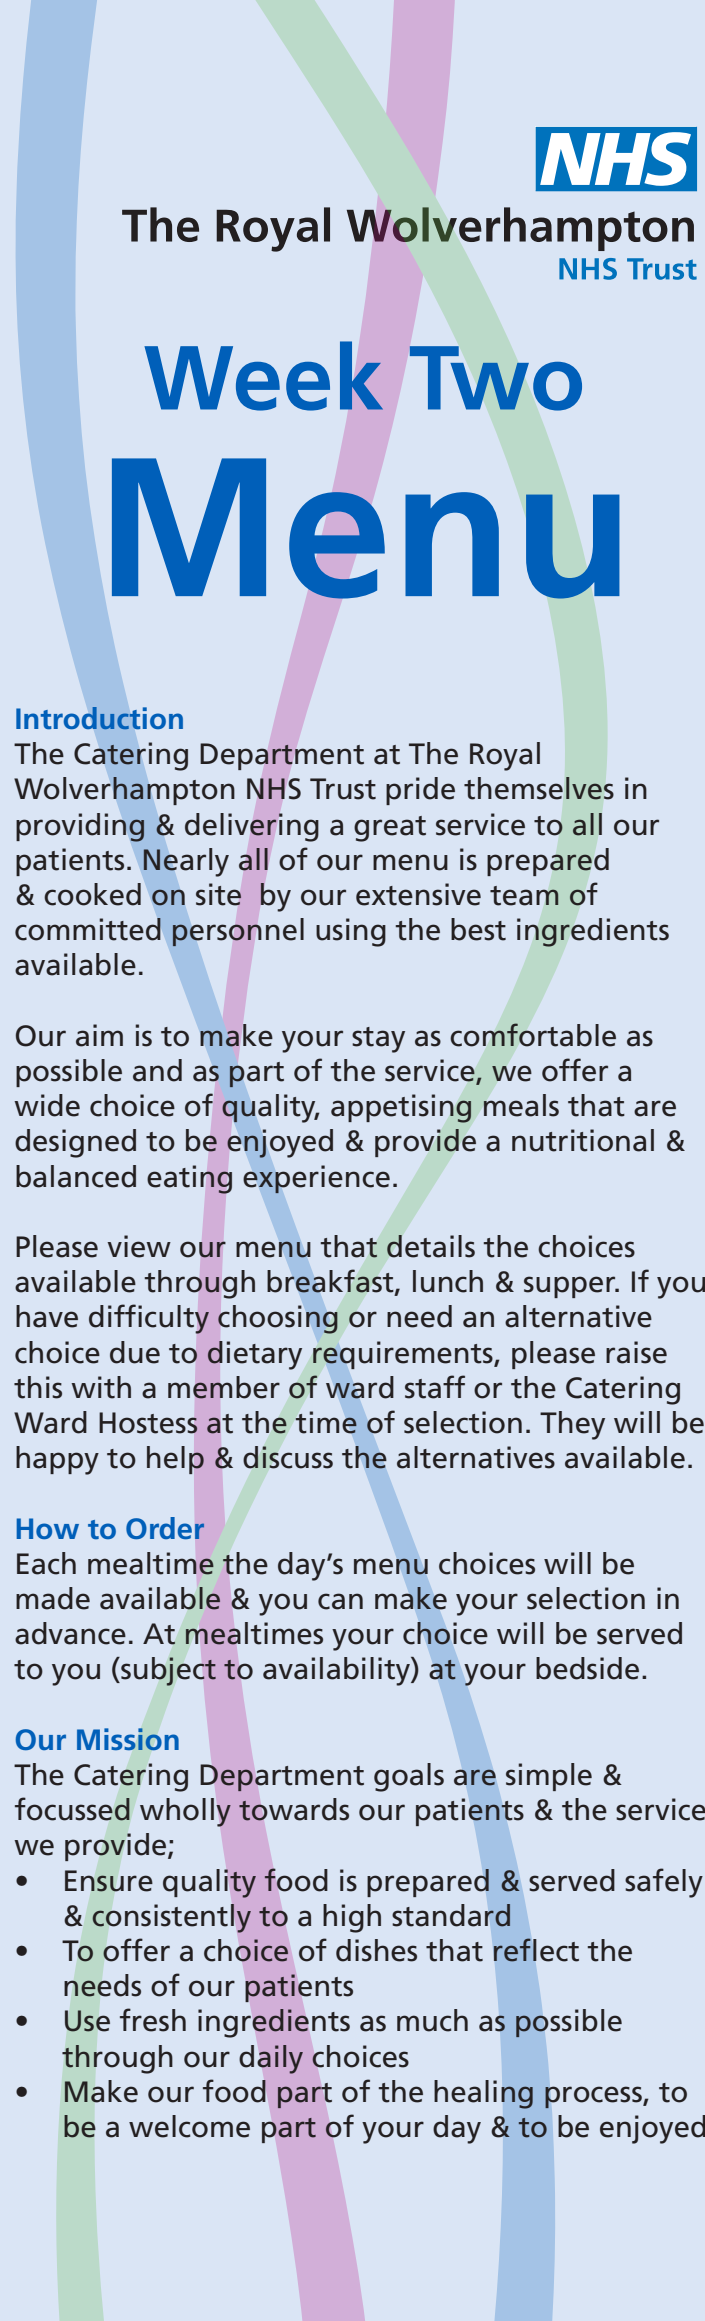 NHS
The Royal Wolverhampton
NHS Trust
Week Two
Menu
Introduction
The Catering Department at The Royal
Wolverhampton NHS Trust pride themselves in
providing & delivering a great service to all our
patients. Nearly all of our menu is prepared
& cooked on site  by our extensive team of
committed personnel using the best ingredients
available.
Our aim is to make your stay as comfortable as
possible and as part of the service, we offer a
wide choice of quality, appetising meals that are
designed to be enjoyed & provide a nutritional &
balanced eating experience.
Please view our menu that details the choices
available through breakfast, lunch & supper. If you
have difficulty choosing or need an alternative
choice due to dietary requirements, please raise
this with a member of ward staff or the Catering
Ward Hostess at the time of selection. They will be
happy to help & discuss the alternatives available.
How to Order
Each mealtime the day’s menu choices will be
made available & you can make your selection in
advance. At mealtimes your choice will be served
to you (subject to availability) at your bedside.
Our Mission
The Catering Department goals are simple &
focussed wholly towards our patients & the service
we provide;
• Ensure quality food is prepared & served safely
& consistently to a high standard
• To offer a choice of dishes that reflect the
needs of our patients
• Use fresh ingredients as much as possible
through our daily choices
• Make our food part of the healing process, to
be a welcome part of your day & to be enjoyed